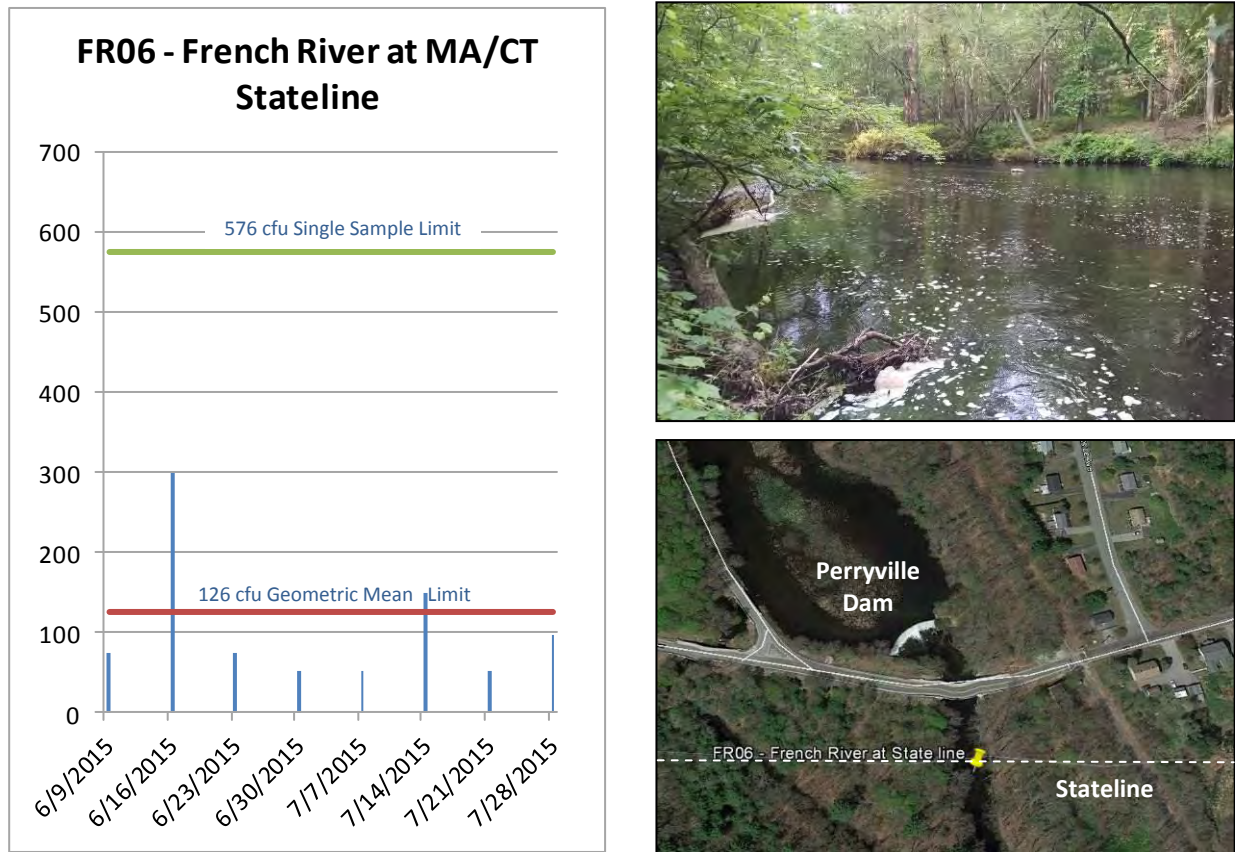 FR06 - French River at MA/CT
Stateline
700
600
500
400
300
200
100
0
576 cfu Single Sample Limit
126 cfu Geometric Mean Limit
6/9/2015
6/16/2015
6/23/2015
6/30/2015
7/7/2015
7/14/2015
7/21/2015
7/28/2015
Perryville
Dam
FR06 - French River at State line
Stateline